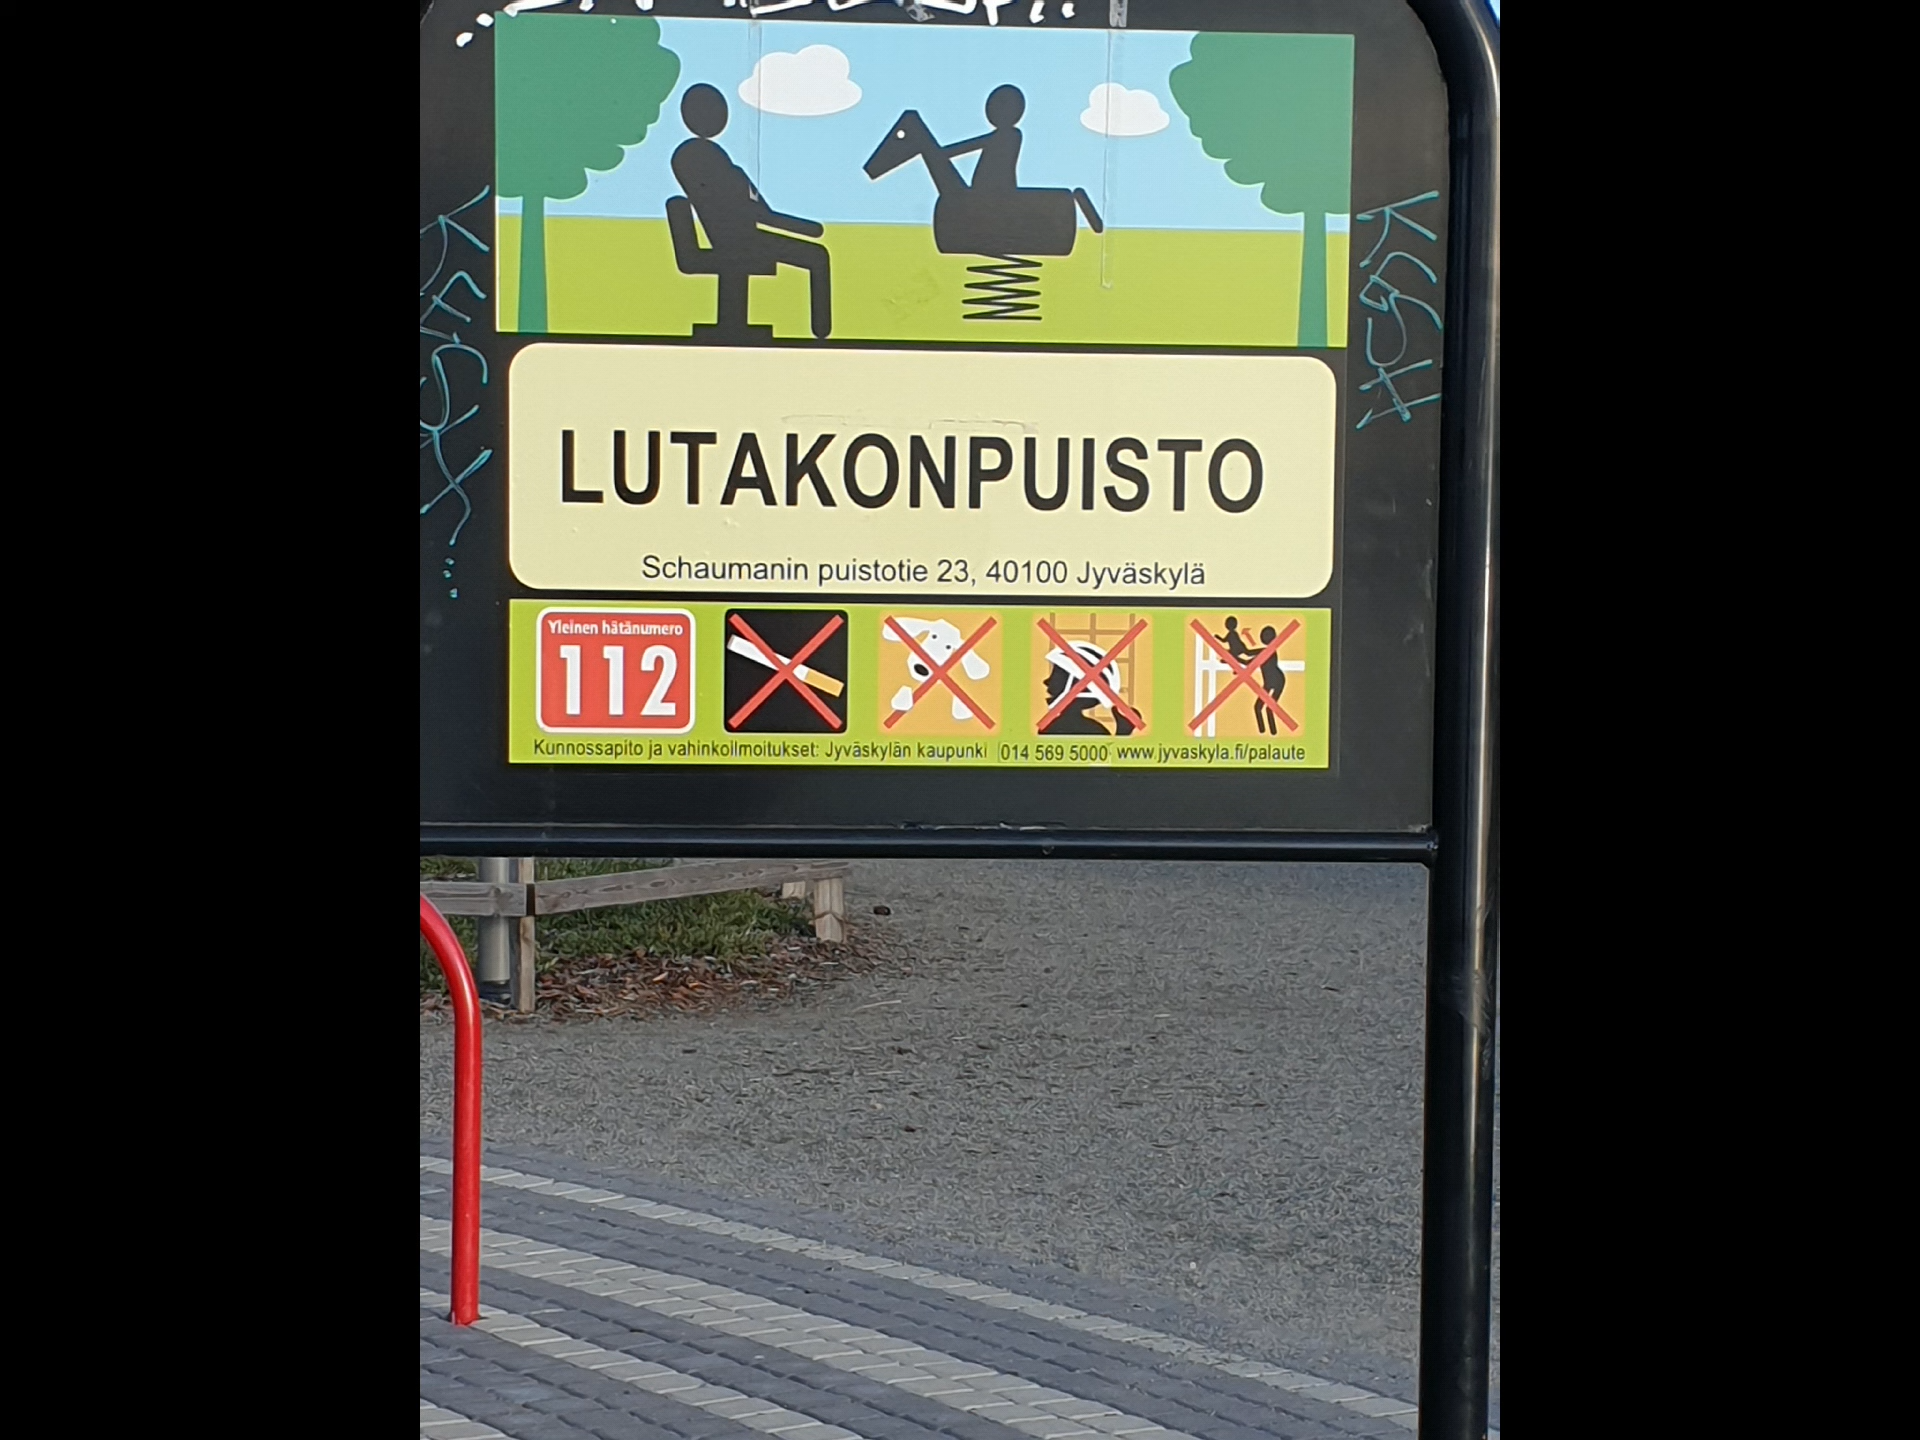 LUTAKONPUISTO
Schaumanin puistotie 23, 40100 Jyväskylä
Yleinen hätänumero
112
Kunnossapito ja vahinkoilmoitukset: Jyväskylän kaupunki 014 569 5000 www.jyvaskyla.fi/palaute